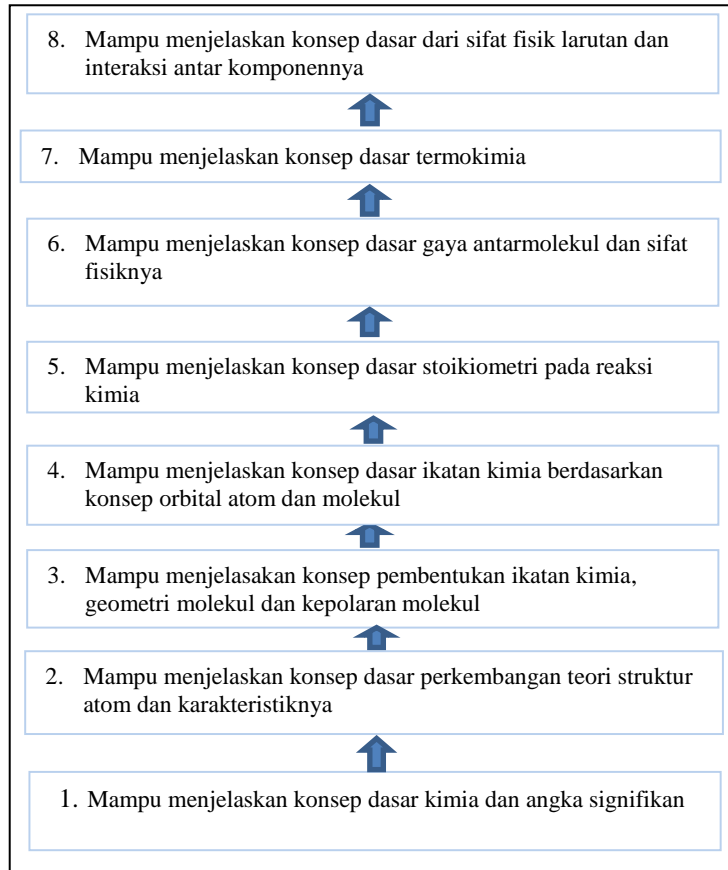 8. Mampu menjelaskan konsep dasar dari sifat fisik larutan dan
interaksi antar komponennya
7. Mampu menjelaskan konsep dasar termokimia
6. Mampu menjelaskan konsep dasar gaya antarmolekul dan sifat
fisiknya
5. Mampu menjelaskan konsep dasar stoikiometri pada reaksi
kimia
4. Mampu menjelaskan konsep dasar ikatan kimia berdasarkan
konsep orbital atom dan molekul
3. Mampu menjelasakan konsep pembentukan ikatan kimia,
geometri molekul dan kepolaran molekul
2. Mampu menjelaskan konsep dasar perkembangan teori struktur
atom dan karakteristiknya
1. Mampu menjelaskan konsep dasar kimia dan angka signifikan